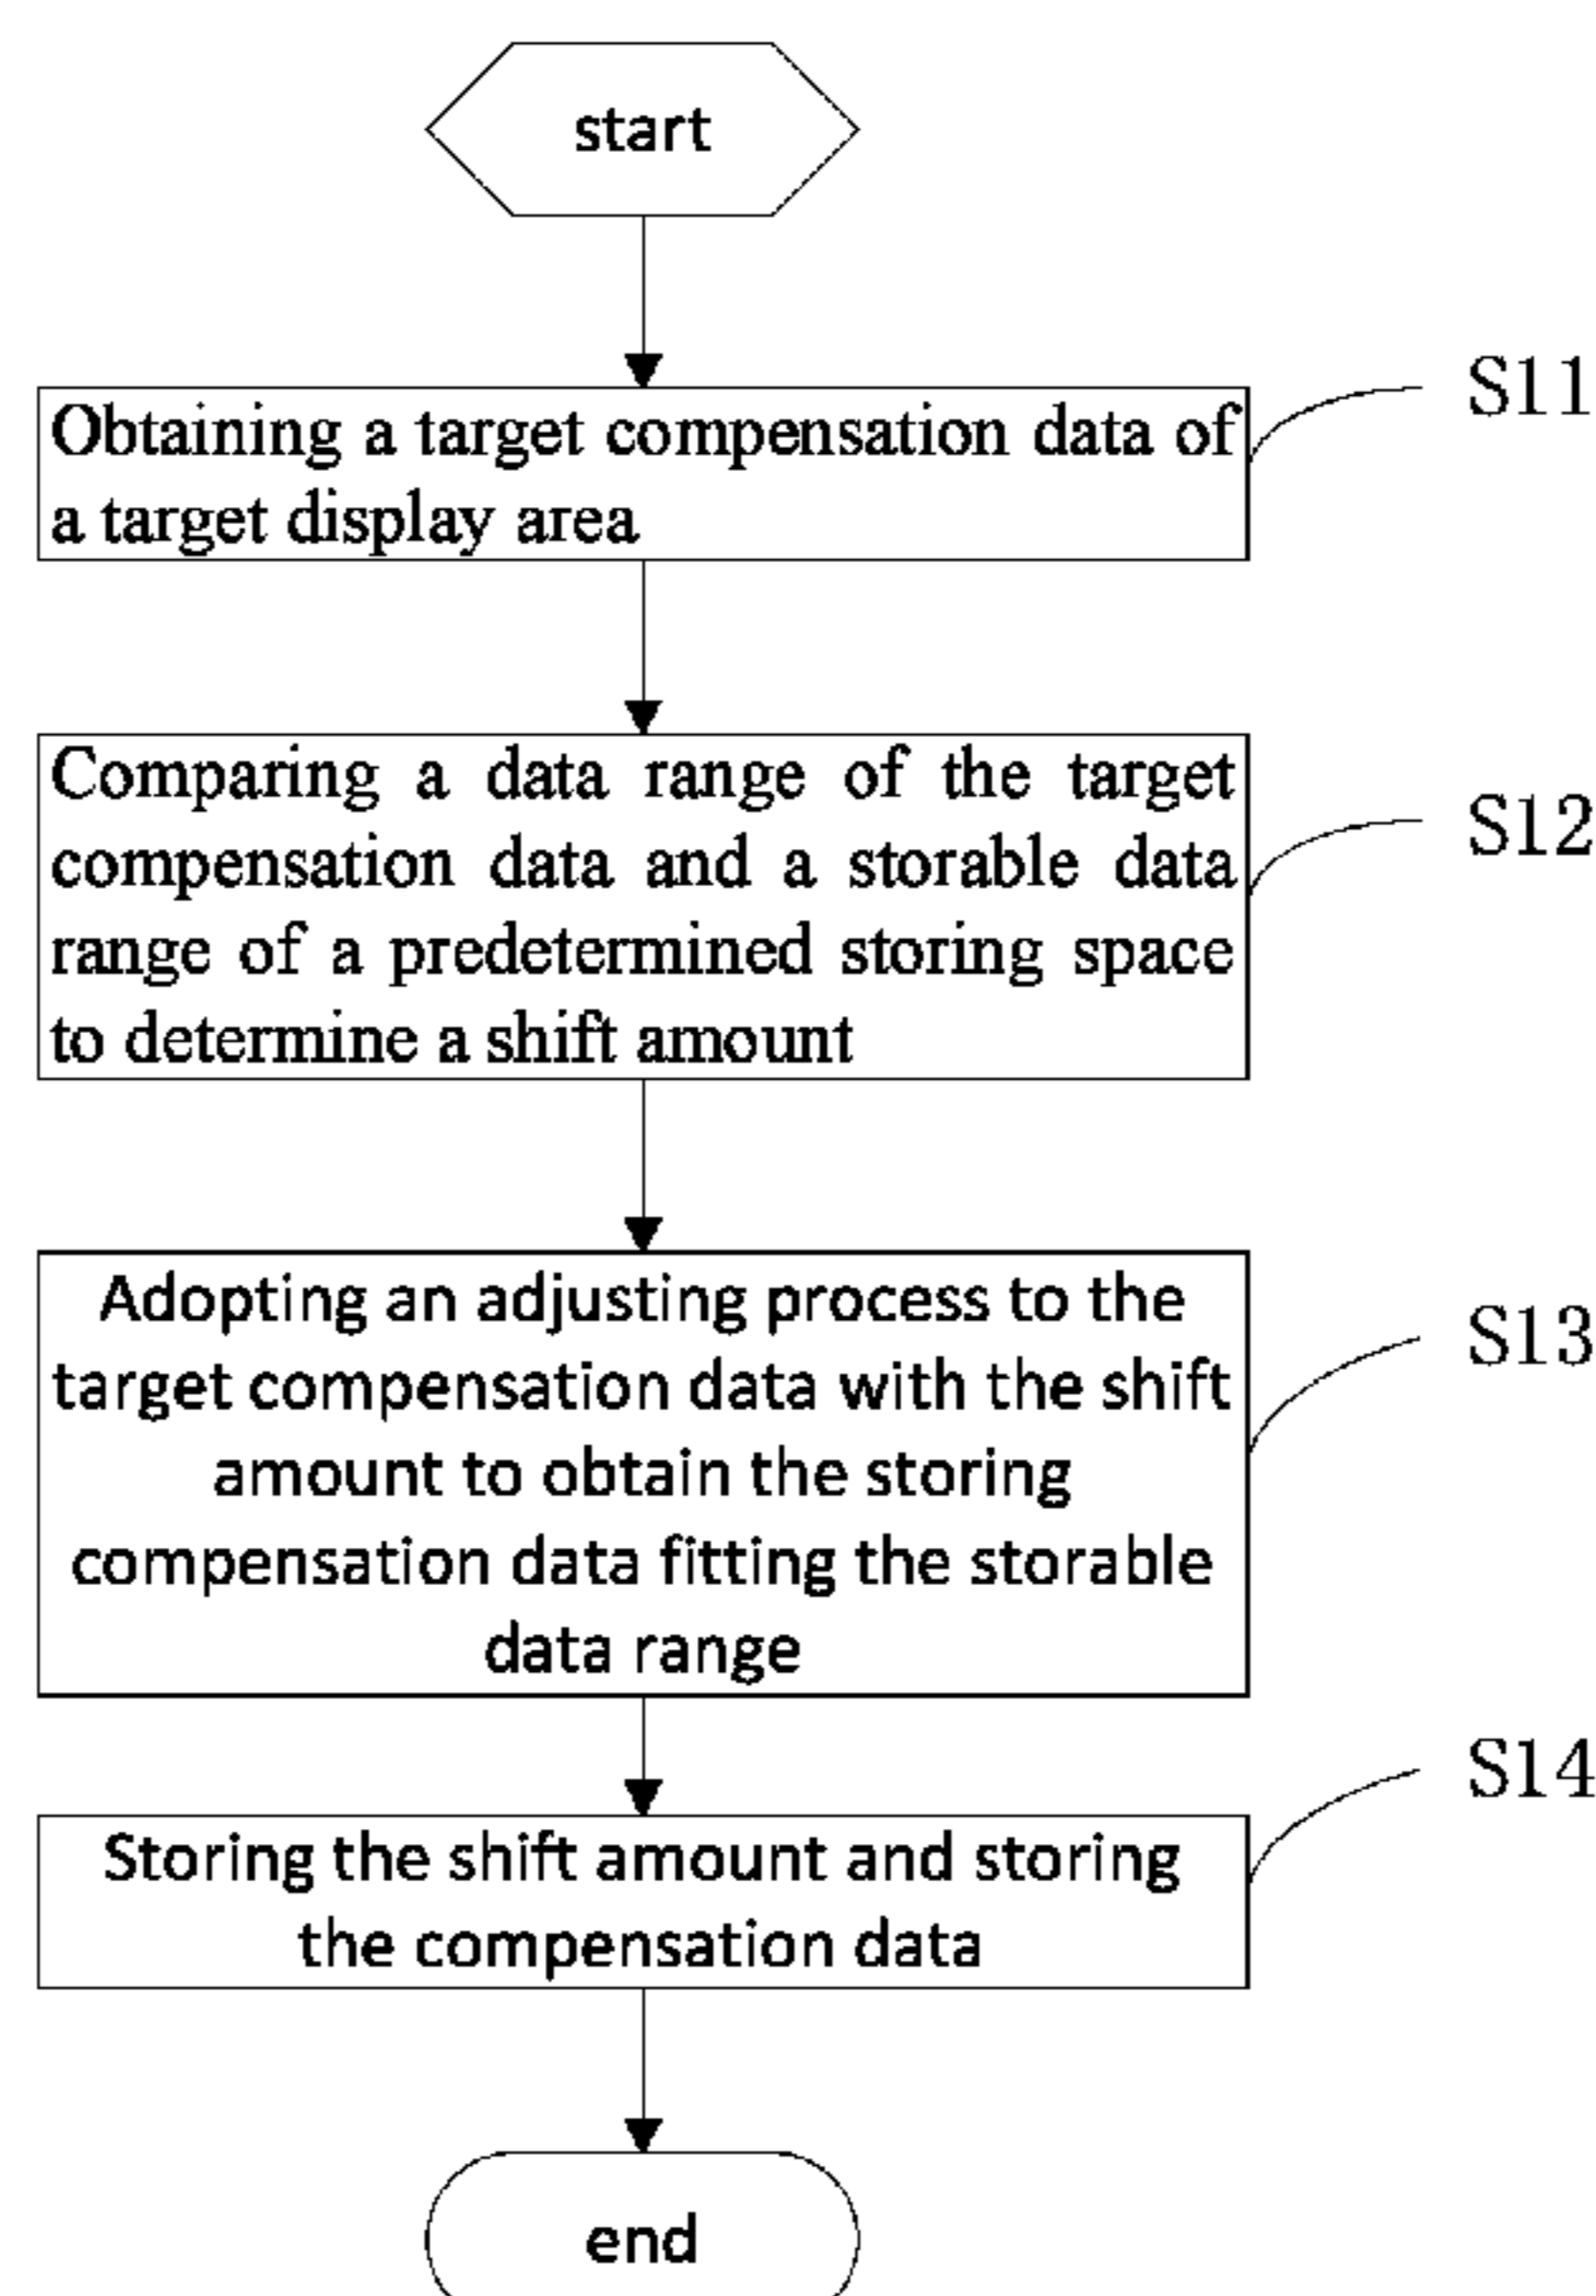 start
S11
Obtaining a target compensation data of
a target display area
S12
Comparing a data range of the target
compensation data and a storable data
range of a predetermined storing space
to determine a shift amount
S13
Adopting an adjusting process to the
target compensation data with the shift
amount to obtain the storing
compensation data fitting the storable
data range
S14
Storing the shift amount and storing
the compensation data
end